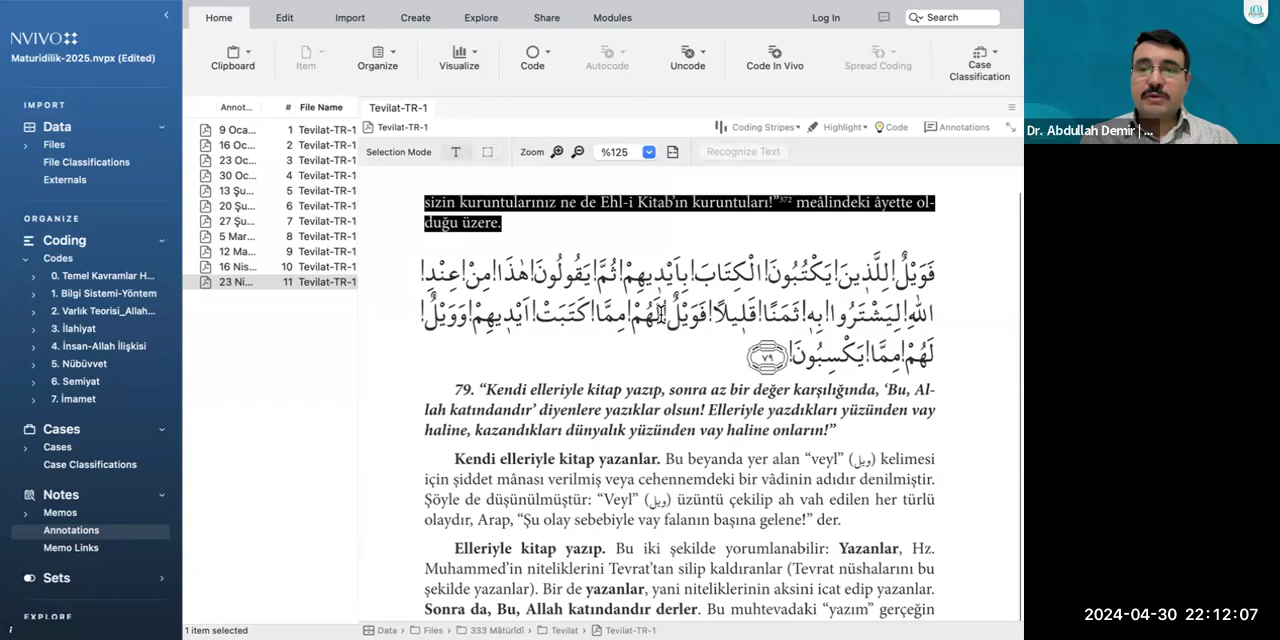 Home Edit Import Create Explore Share Modules Log In Search
NVIVO
Maturidilik-2025.nvpx (Edited)
Clipboard Item Organize Visualize Code Autocode Uncode Code In Vivo Spread Coding Case Classification
IMPORT
Data
Files
File Classifications
Externals
ORGANIZE
Coding
Codes
0. Temel Kavramlar H...
1. Bilgi Sistemi-Yöntem
2. Varlık Teorisi_Allah...
3. İlahiyat
4. İnsan-Allah İlişkisi
5. Nübüvvet
6. Semiyat
7. İmamet
Cases
Cases
Case Classifications
Notes
Memos
Annotations
Memo Links
Sets
EXPLORE
Annot... # File Name
9 Oca... 1 Tevilat-TR-1
16 Oc... 2 Tevilat-TR-1
23 Oc... 3 Tevilat-TR-1
30 Oc... 4 Tevilat-TR-1
13 Şu... 5 Tevilat-TR-1
20 Şu... 6 Tevilat-TR-1
27 Şu... 7 Tevilat-TR-1
5 Mar... 8 Tevilat-TR-1
12 Ma... 9 Tevilat-TR-1
16 Nis... 10 Tevilat-TR-1
23 Ni... 11 Tevilat-TR-1
1 item selected
Tevilat-TR-1
Tevilat-TR-1 Coding Stripes Highlight Code Annotations
Selection Mode T Zoom %125 Recognize Text
sizin kuruntularınız ne de Ehl-i Kitab’ın kuruntuları!”372 meâlindeki âyette ol-
duğu üzere.
فَوَيْلٌ لِلَّذِينَ يَكْتُبُونَ الْكِتَابَ بِاَيْدِيهِمْ ثُمَّ يَقُولُونَ هٰذَا مِنْ عِنْدِ
اللهِ لِيَشْتَرُوا بِهِ ثَمَنًا قَلِيلًا فَوَيْلٌ لَهُمْ مِمَّا كَتَبَتْ اَيْدِيهِمْ وَوَيْلٌ
لَهُمْ مِمَّا يَكْسِبُونَ ٧٩
79. “Kendi elleriyle kitap yazıp, sonra az bir değer karşılığında, ‘Bu, Al-
lah katındandır’ diyenlere yazıklar olsun! Elleriyle yazdıkları yüzünden vay
haline, kazandıkları dünyalık yüzünden vay haline onların!”
Kendi elleriyle kitap yazanlar. Bu beyanda yer alan “veyl” (ويل) kelimesi
için şiddet mânası verilmiş veya cehennemdeki bir vâdinin adıdır denilmiştir.
Şöyle de düşünülmüştür: “Veyl” (ويل) üzüntü çekilip ah vah edilen her türlü
olaydır, Arap, “Şu olay sebebiyle vay falanın başına gelene!” der.
Elleriyle kitap yazıp. Bu iki şekilde yorumlanabilir: Yazanlar, Hz.
Muhammed’in niteliklerini Tevrat’tan silip kaldıranlar (Tevrat nüshalarını bu
şekilde yazanlar). Bir de yazanlar, yani niteliklerinin aksini icat edip yazanlar.
Sonra da, Bu, Allah katındandır derler. Bu muhtevadaki “yazım” gerçeğin
Data Files 333 Mâtürîdî Tevilat Tevilat-TR-1
Dr. Abdullah Demir | ...
2024-04-30 22:12:07